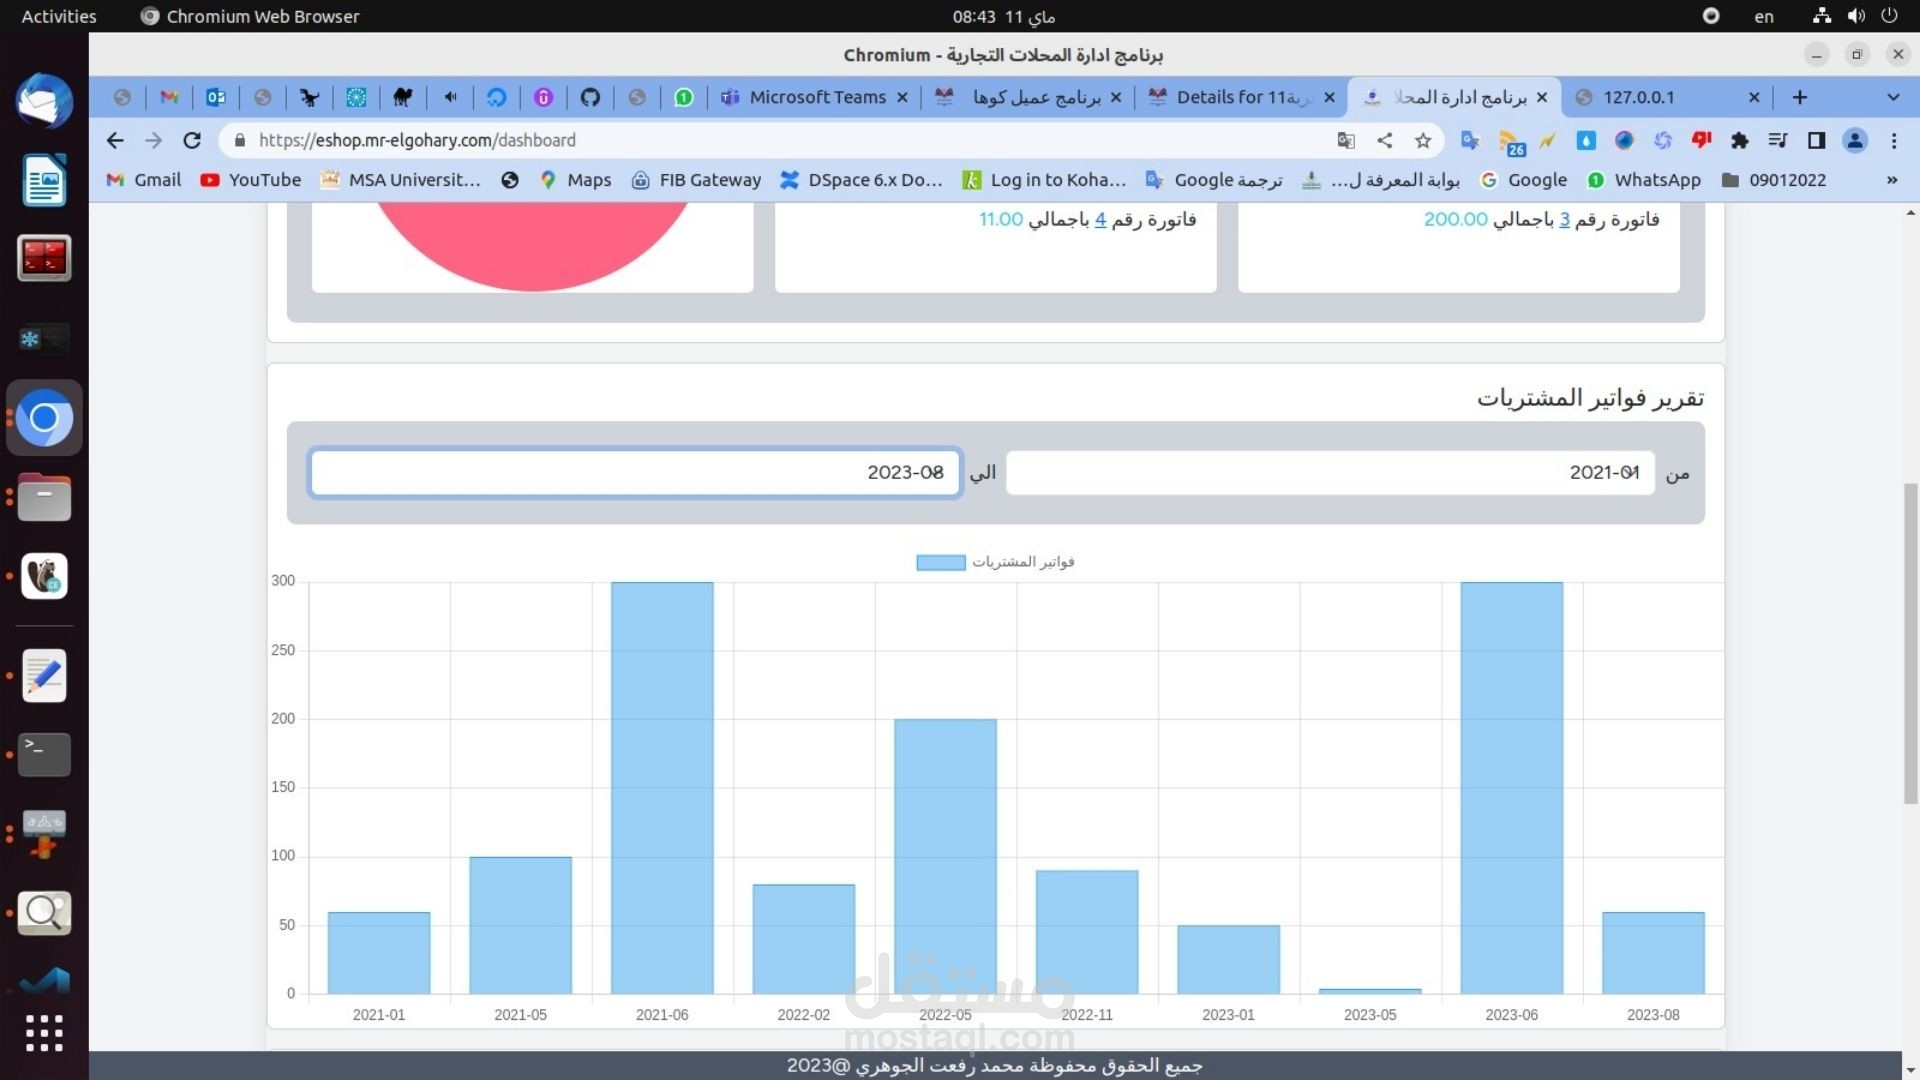 Activities Chromium Web Browser 08:43 11 ماي en
برنامج ادارة المحلات التجارية - Chromium
1 Microsoft Teams برنامج عميل كوها Details for 11 برنامج ادارة المحلا 127.0.0.1
https://eshop.mr-elgohary.com/dashboard 26
Gmail YouTube MSA Universit... Maps FIB Gateway DSpace 6.x Do... Log in to Koha... ترجمة Google بوابة المعرفة ل... Google WhatsApp 09012022 »
فاتورة رقم 3 باجمالي 200.00
فاتورة رقم 4 باجمالي 11.00
تقرير فواتير المشتريات
من 2021-01 الي 2023-08
فواتير المشتريات
300
250
200
150
100
50
0
2021-01 2021-05 2021-06 2022-02 2022-05 2022-11 2023-01 2023-05 2023-06 2023-08
مستقل
mostaql.com
جميع الحقوق محفوظة محمد رفعت الجوهري @2023